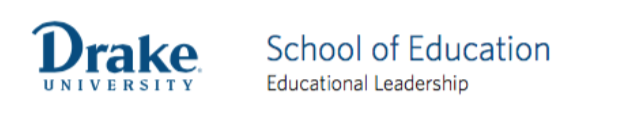 Drake
UNIVERSITY
School of Education
Educational Leadership